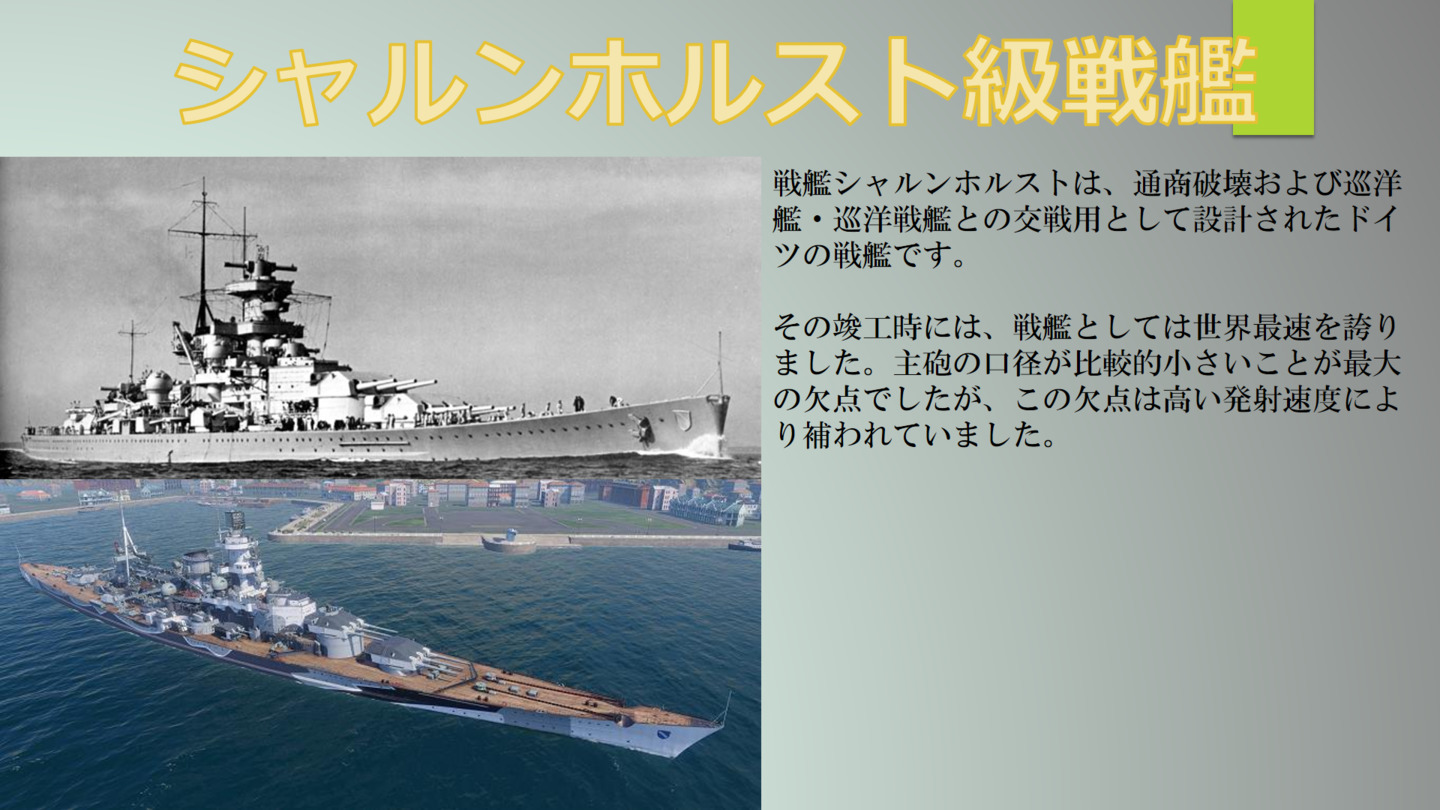 シャルンホルスト級戦艦
戦艦シャルンホルストは、通商破壊および巡洋
艦・巡洋戦艦との交戦用として設計されたドイ
ツの戦艦です。
その竣工時には、戦艦としては世界最速を誇り
ました。主砲の口径が比較的小さいことが最大
の欠点でしたが、この欠点は高い発射速度によ
り補われていました。